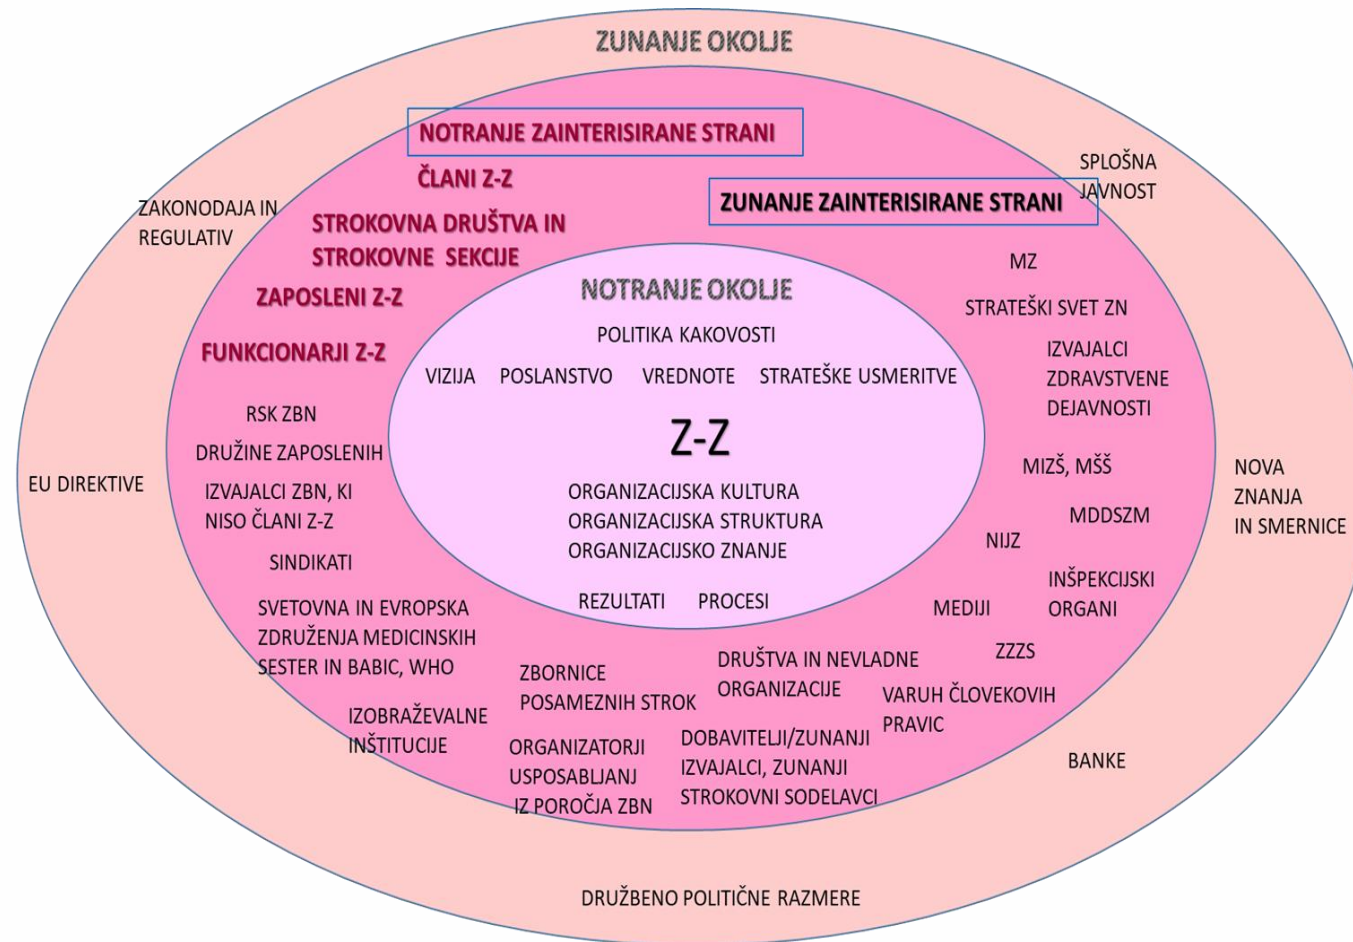 ZUNANJE OKOLJE
NOTRANJE ZAINTERISIRANE STRANI
ČLANI Z-Z
STROKOVNA DRUŠTVA IN
STROKOVNE SEKCIJE
ZAPOSLENI Z-Z
FUNKCIONARJI Z-Z
ZUNANJE ZAINTERISIRANE STRANI
SPLOŠNA
JAVNOST
ZAKONODAJA IN
REGULATIV
EU DIREKTIVE
NOTRANJE OKOLJE
POLITIKA KAKOVOSTI
VIZIJA POSLANSTVO VREDNOTE STRATEŠKE USMERITVE
Z-Z
ORGANIZACIJSKA KULTURA
ORGANIZACIJSKA STRUKTURA
ORGANIZACIJSKO ZNANJE
REZULTATI PROCESI
RSK ZBN
DRUŽINE ZAPOSLENIH
IZVAJALCI ZBN, KI
NISO ČLANI Z-Z
SINDIKATI
SVETOVNA IN EVROPSKA
ZDRUŽENJA MEDICINSKIH
SESTER IN BABIC, WHO
IZOBRAŽEVALNE
INŠTITUCIJE
ZBORNICE
POSAMEZNIH STROK
ORGANIZATORJI
USPOSABLJANJ
IZ POROČJA ZBN
DRUŠTVA IN NEVLADNE
ORGANIZACIJE
DOBAVITELJI/ZUNANJI
IZVAJALCI, ZUNANJI
STROKOVNI SODELAVCI
VARUH ČLOVEKOVIH
PRAVIC
MZ
STRATEŠKI SVET ZN
IZVAJALCI
ZDRAVSTVENE
DEJAVNOSTI
MIZŠ, MŠŠ
MDDSZM
NIJZ
INŠPEKCIJSKI
ORGANI
MEDIJI
ZZZS
NOVA
ZNANJA
IN SMERNICE
BANKE
DRUŽBENO POLITIČNE RAZMERE